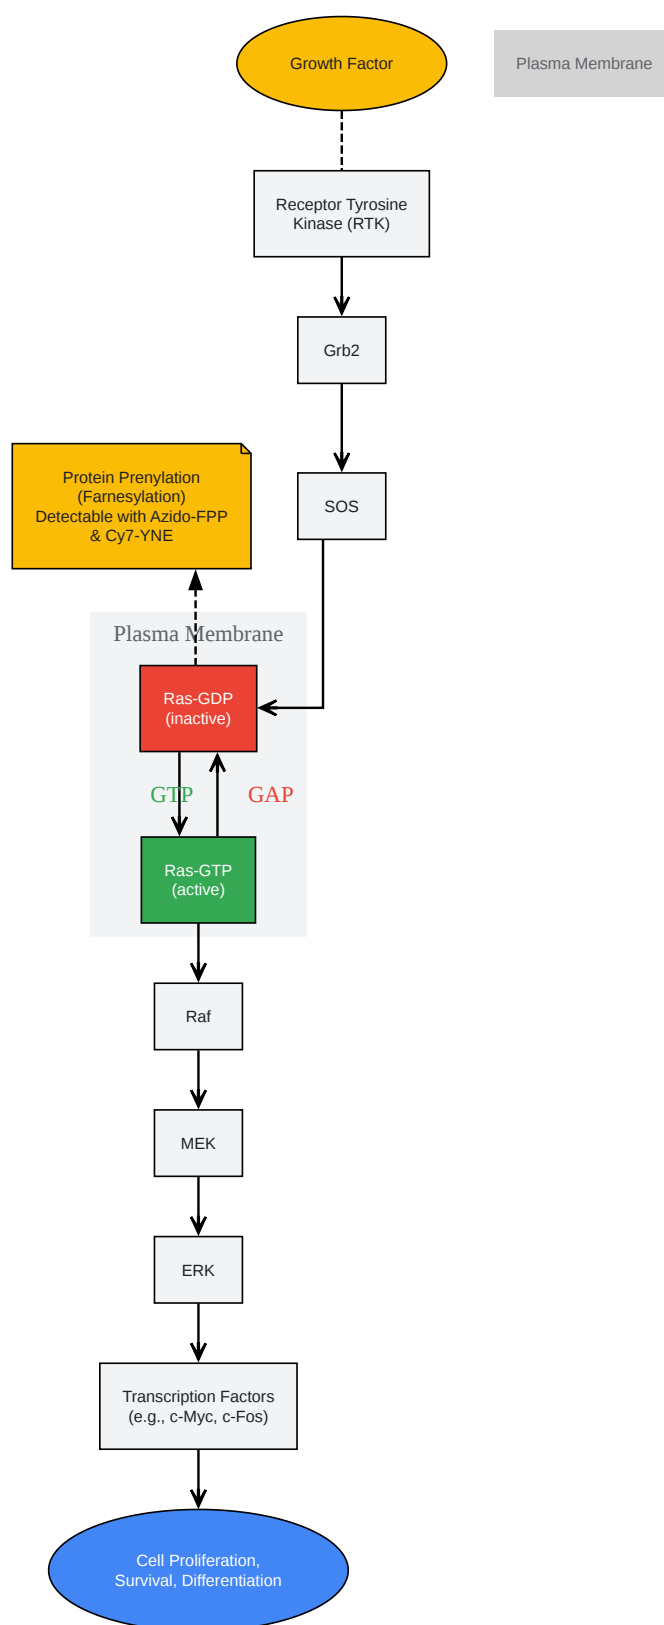 Growth Factor
Plasma Membrane
Receptor Tyrosine
Kinase (RTK)
Grb2
Protein Prenylation
(Farnesylation)
Detectable with Azido-FPP
& Cy7-YNE
SOS
Plasma Membrane
Ras-GDP
(inactive)
GTP
GAP
Ras-GTP
(active)
Raf
MEK
ERK
Transcription Factors
(e.g., c-Myc, c-Fos)
Cell Proliferation,
Survival, Differentiation